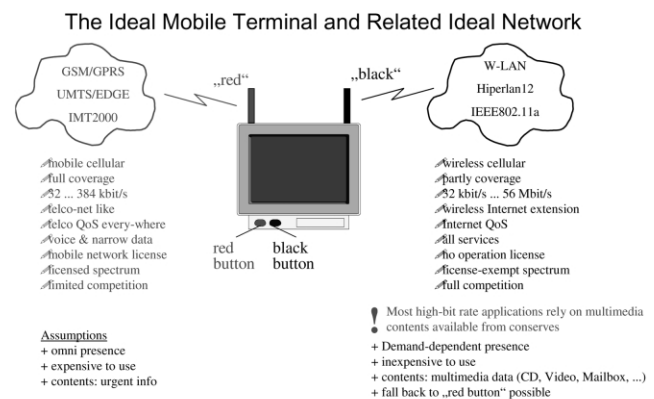 The Ideal Mobile Terminal and Related Ideal Network
GSM/GPRS
UMTS/EDGE
IMT2000
„red“
„black“
W-LAN
Hiperlan12
IEEE802.11a
mobile cellular
full coverage
32 ... 384 kbit/s
telco-net like
telco QoS every-where
voice & narrow data
mobile network license
licensed spectrum
limited competition
red
button
black
button
wireless cellular
partly coverage
32 kbit/s ... 56 Mbit/s
wireless Internet extension
Internet QoS
all services
no operation license
license-exempt spectrum
full competition
! Most high-bit rate applications rely on multimedia
contents available from conserves
Assumptions
+ omni presence
+ expensive to use
+ contents: urgent info
+ Demand-dependent presence
+ inexpensive to use
+ contents: multimedia data (CD, Video, Mailbox, ...)
+ fall back to „red button“ possible